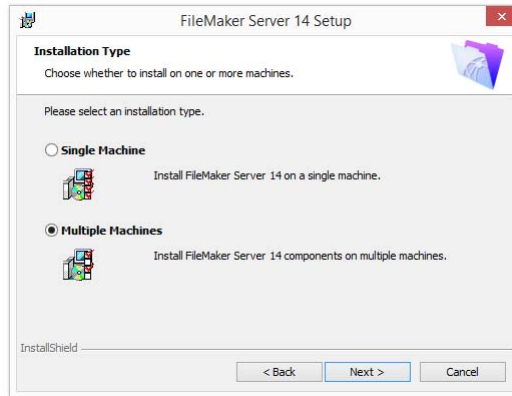 FileMaker Server 14 Setup
Installation Type
Choose whether to install on one or more machines.
Please select an installation type.
Single Machine
Install FileMaker Server 14 on a single machine.
Multiple Machines
Install FileMaker Server 14 components on multiple machines.
InstallShield
< Back Next > Cancel